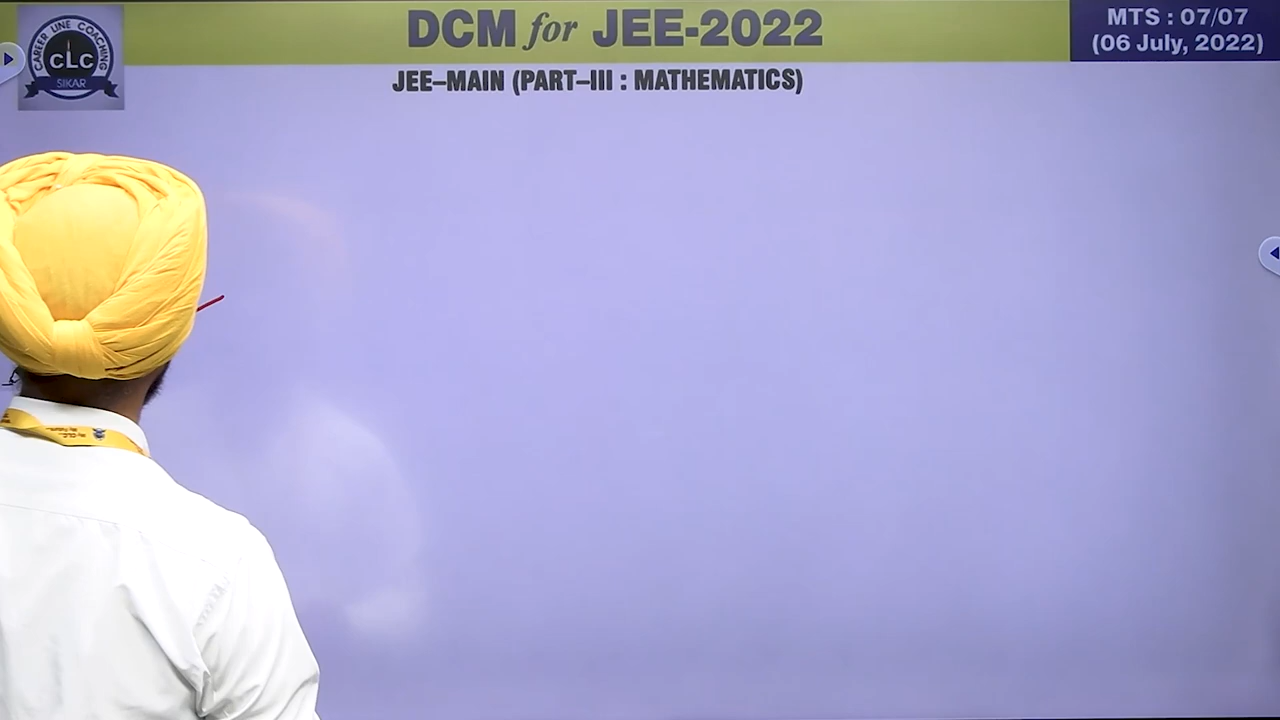 DCM for JEE-2022
MTS : 07/07
(06 July, 2022)
CAREER LINE COACHING
CLC
SIKAR
JEE–MAIN (PART–III : MATHEMATICS)